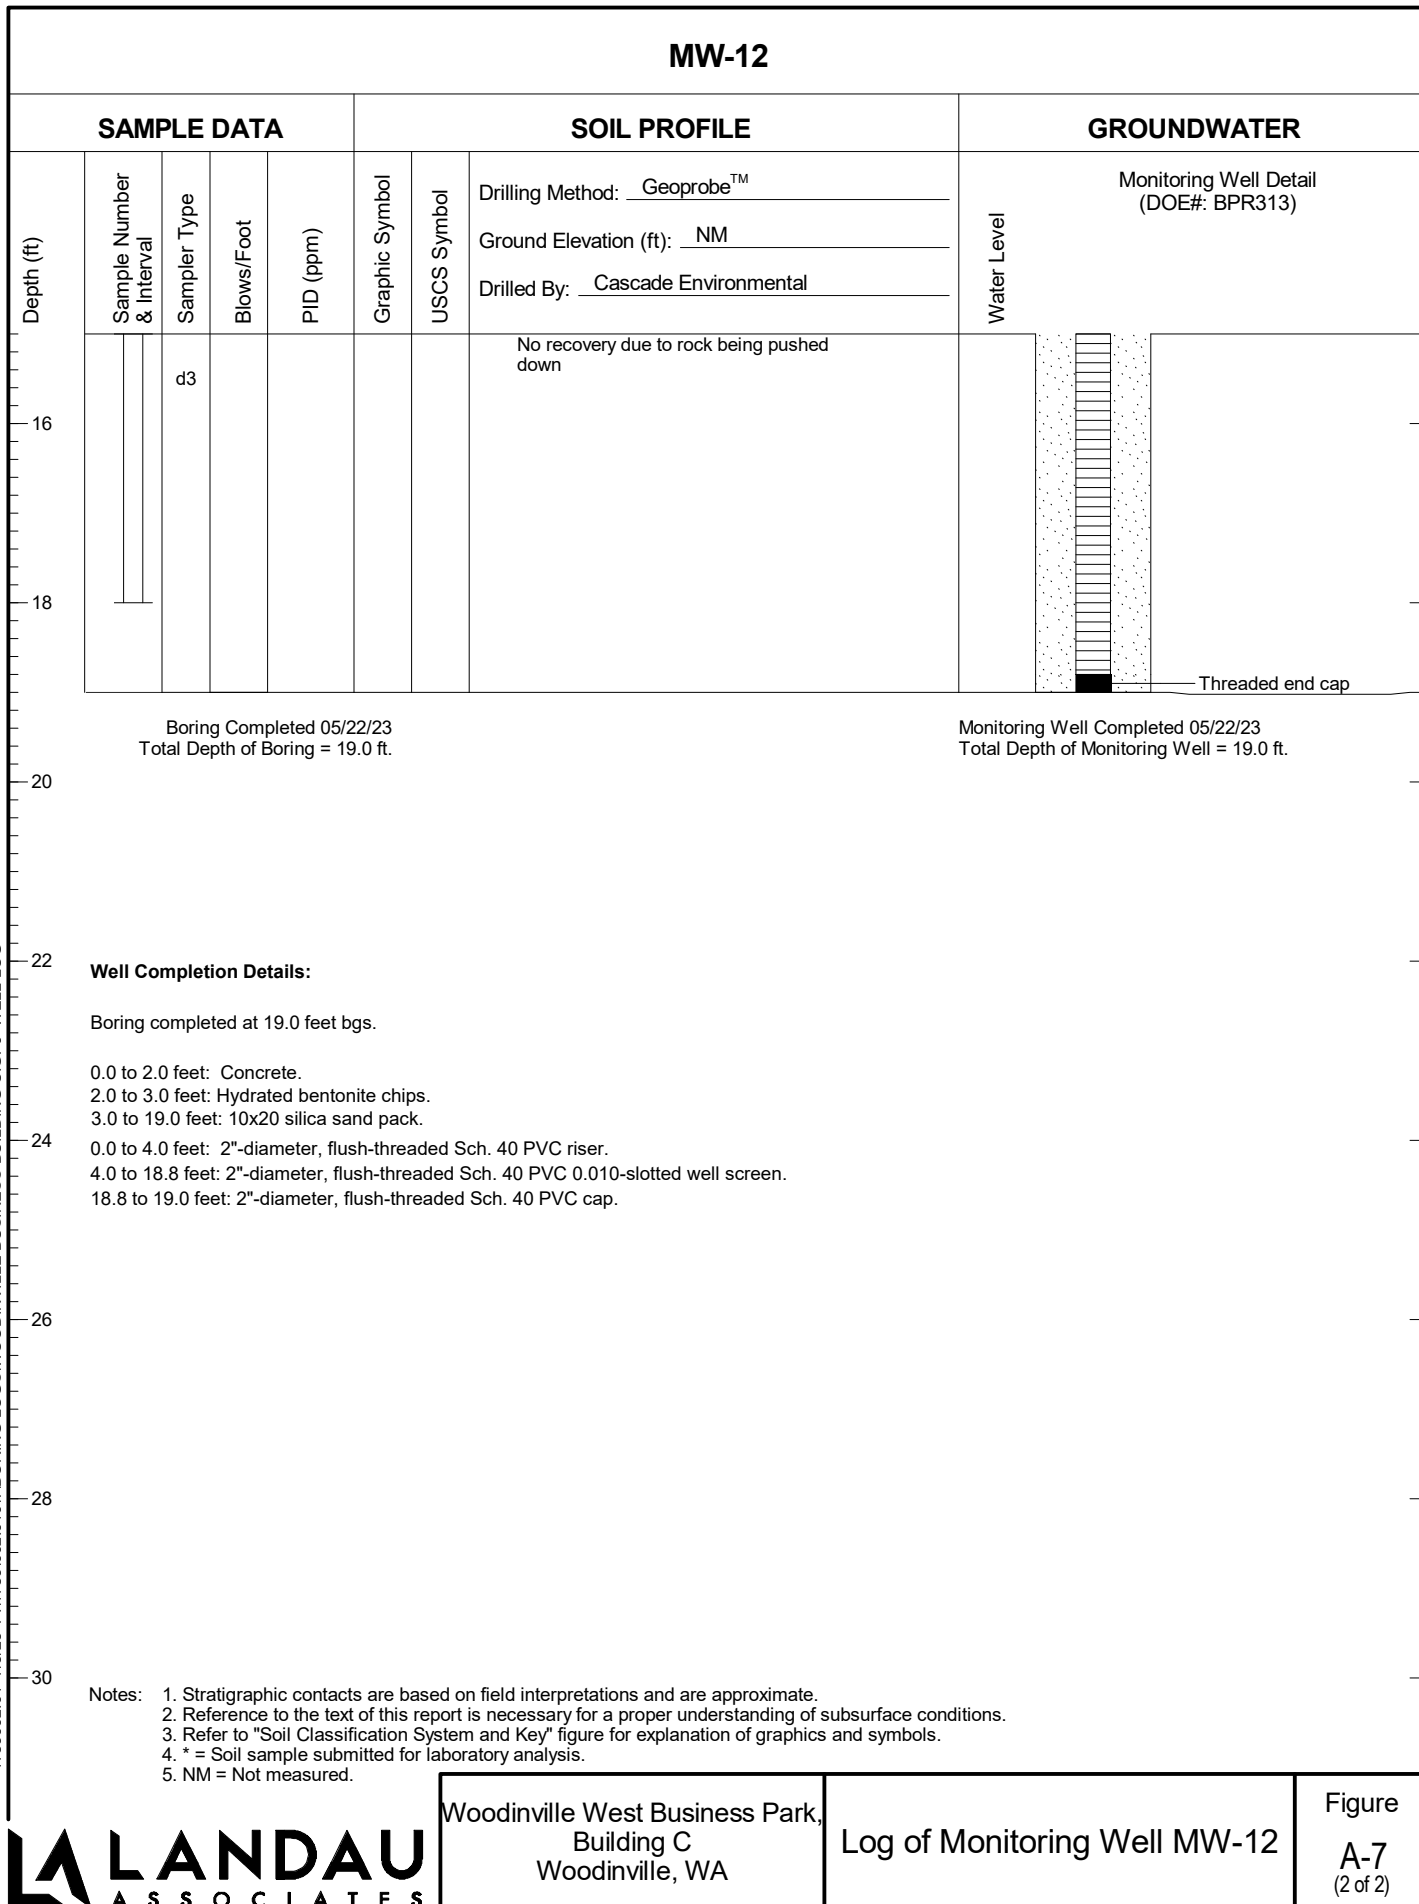 MW-12
SAMPLE DATA
SOIL PROFILE
GROUNDWATER
Depth (ft)
Sample Number
& Interval
Sampler Type
Blows/Foot
PID (ppm)
Graphic Symbol
USCS Symbol
Drilling Method: Geoprobe™
Ground Elevation (ft): NM
Drilled By: Cascade Environmental
Water Level
Monitoring Well Detail
(DOE#: BPR313)
No recovery due to rock being pushed
down
d3
16
18
Threaded end cap
Boring Completed 05/22/23
Total Depth of Boring = 19.0 ft.
Monitoring Well Completed 05/22/23
Total Depth of Monitoring Well = 19.0 ft.
20
22
Well Completion Details:
Boring completed at 19.0 feet bgs.
0.0 to 2.0 feet: Concrete.
2.0 to 3.0 feet: Hydrated bentonite chips.
3.0 to 19.0 feet: 10x20 silica sand pack.
24
0.0 to 4.0 feet: 2"-diameter, flush-threaded Sch. 40 PVC riser.
4.0 to 18.8 feet: 2"-diameter, flush-threaded Sch. 40 PVC 0.010-slotted well screen.
18.8 to 19.0 feet: 2"-diameter, flush-threaded Sch. 40 PVC cap.
26
28
30
Notes: 1. Stratigraphic contacts are based on field interpretations and are approximate.
2. Reference to the text of this report is necessary for a proper understanding of subsurface conditions.
3. Refer to "Soil Classification System and Key" figure for explanation of graphics and symbols.
4. * = Soil sample submitted for laboratory analysis.
5. NM = Not measured.
LANDAU
ASSOCIATES
Woodinville West Business Park,
Building C
Woodinville, WA
Log of Monitoring Well MW-12
Figure
A-7
(2 of 2)